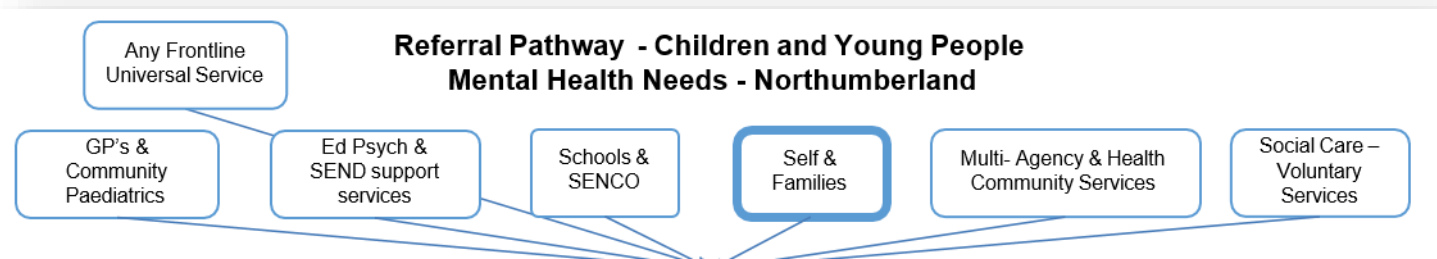 Any Frontline
Universal Service
Referral Pathway - Children and Young People
Mental Health Needs - Northumberland
GP's &
Community
Paediatrics
Ed Psych &
SEND support
services
Schools &
SENCO
Self &
Families
Multi- Agency & Health
Community Services
Social Care –
Voluntary
Services